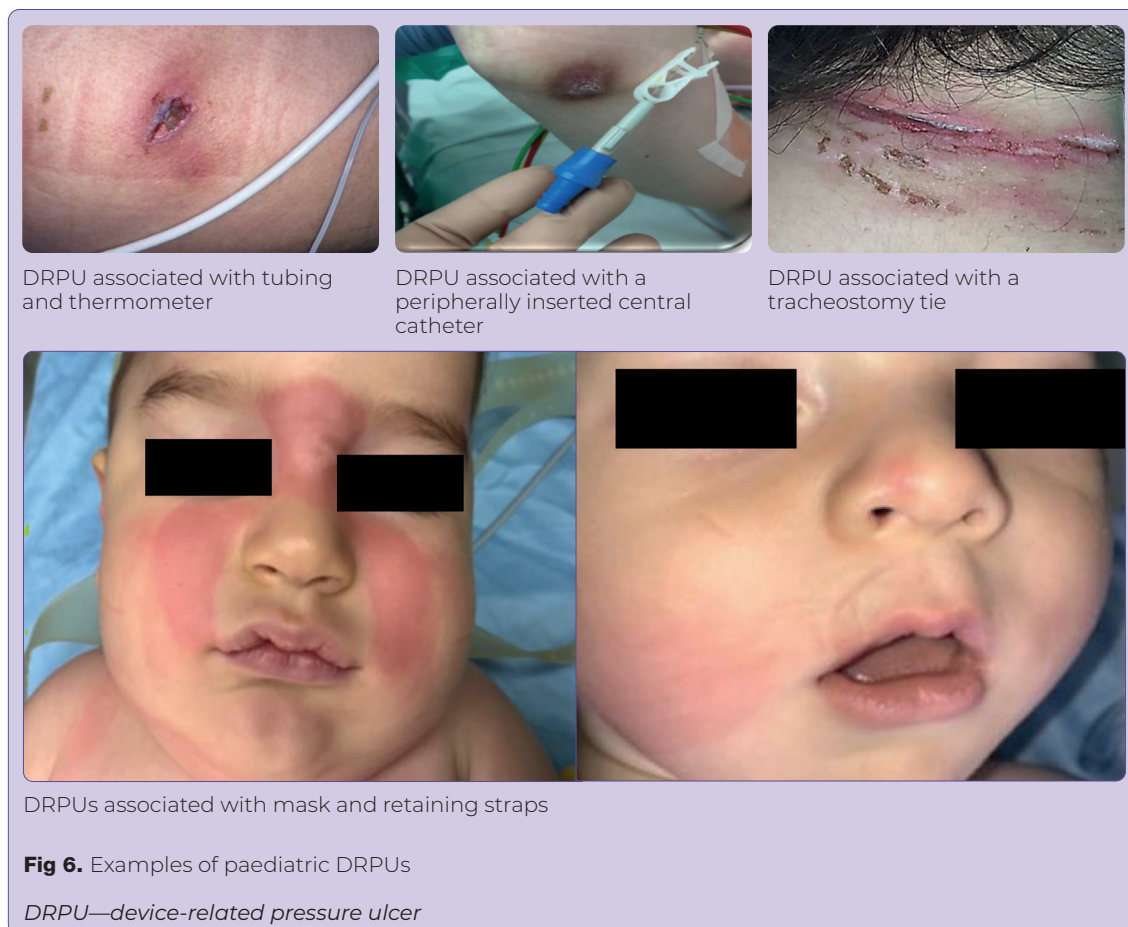 DRPU associated with tubing
and thermometer
DRPU associated with a
peripherally inserted central
catheter
DRPU associated with a
tracheostomy tie
DRPUs associated with mask and retaining straps
Fig 6. Examples of paediatric DRPUs
DRPU—device-related pressure ulcer